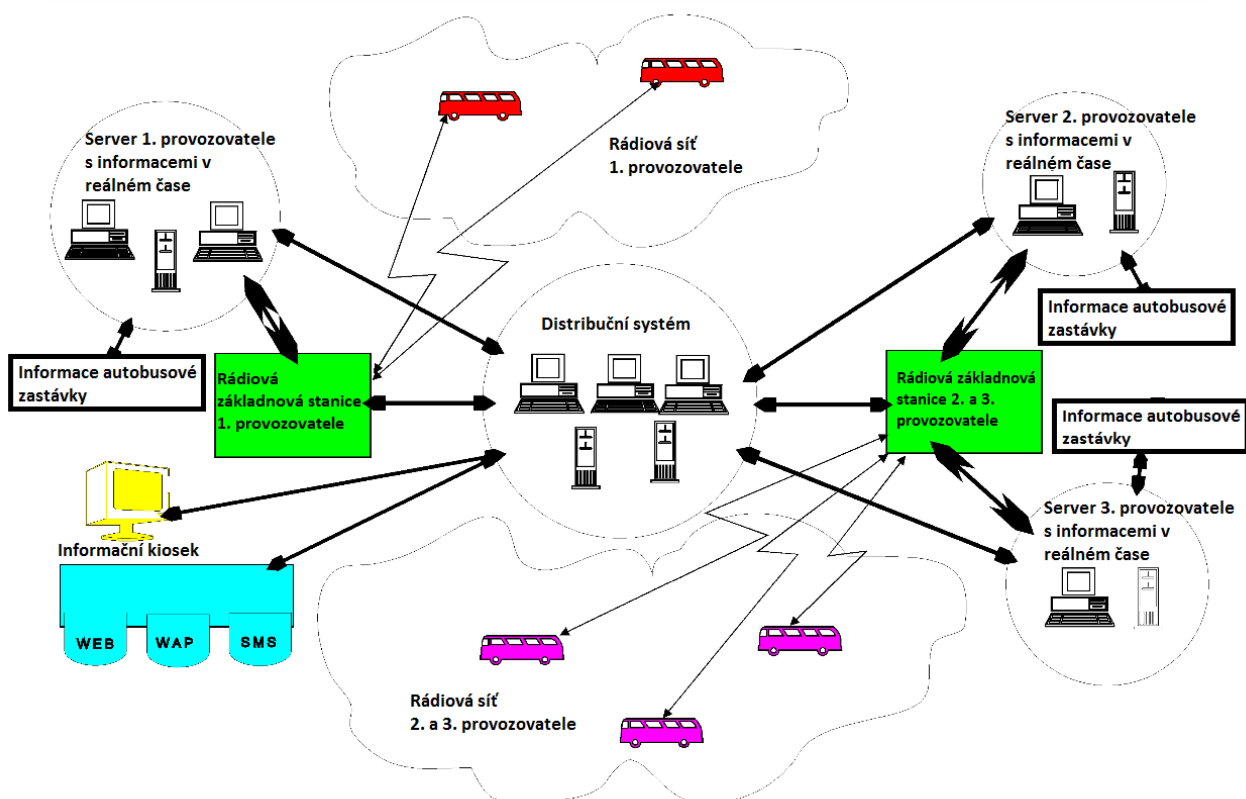 Server 1. provozovatele
s informacemi v
reálném čase
Rádiová síť
1. provozovatele
Server 2. provozovatele
s informacemi v
reálném čase
Informace autobusové
zastávky
Distribuční systém
Informace autobusové
zastávky
Rádiová
základnová stanice
1. provozovatele
Rádiová základnová
stanice 2. a 3.
provozovatele
Informace autobusové
zastávky
Informační kiosek
WEB
WAP
SMS
Server 3. provozovatele
s informacemi v
reálném čase
Rádiová síť
2. a 3. provozovatele